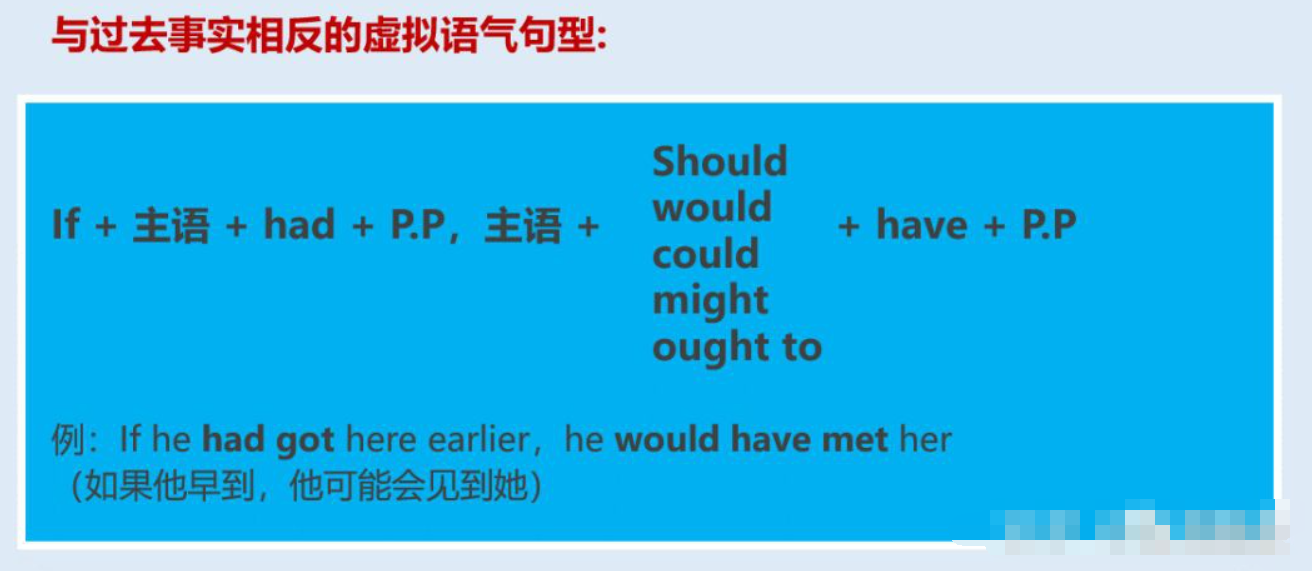 与过去事实相反的虚拟语气句型:
If + 主语 + had + P.P，主语 +
Should
would
could
might
ought to
+ have + P.P
例：If he had got here earlier，he would have met her
（如果他早到，他可能会见到她）